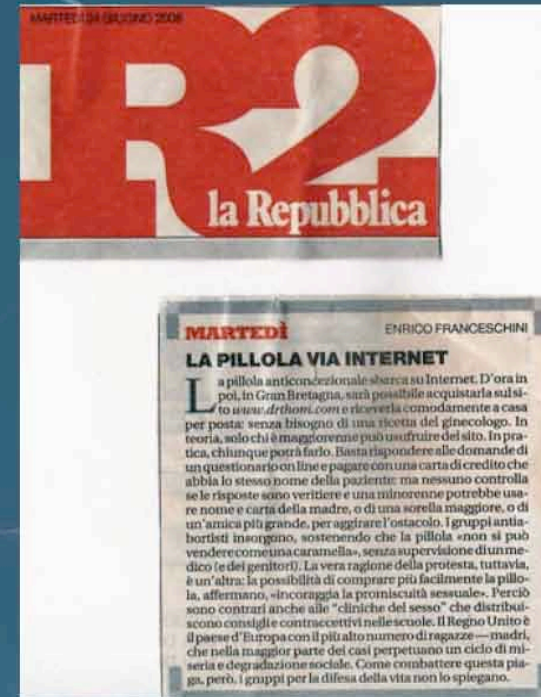 MARTEDÌ 24 GIUGNO 2008
R2
la Repubblica
MARTEDÌ
ENRICO FRANCESCHINI
LA PILLOLA VIA INTERNET
La pillola anticoncezionale sbarca su Internet. D'ora in
poi, in Gran Bretagna, sarà possibile acquistarla sul si-
to www.drthom.com e riceverla comodamente a casa
per posta: senza bisogno di una ricetta del ginecologo. In
teoria, solo chi è maggiorenne può usufruire del sito. In pra-
tica, chiunque potrà farlo. Basta rispondere alle domande di
un questionario on line e pagare con una carta di credito che
abbia lo stesso nome della paziente: ma nessuno controlla
se le risposte sono veritiere e una minorenne potrebbe usa-
re nome e carta della madre, o di una sorella maggiore, o di
un'amica più grande, per aggirare l'ostacolo. I gruppi antia-
bortisti insorgono, sostenendo che la pillola «non si può
vendere come una caramella», senza supervisione di un me-
dico (e dei genitori). La vera ragione della protesta, tuttavia,
è un'altra: la possibilità di comprare più facilmente la pillo-
la, affermano, «incoraggia la promiscuità sessuale». Perciò
sono contrari anche alle "cliniche del sesso" che distribui-
scono consigli e contraccettivi nelle scuole. Il Regno Unito è
il paese d'Europa con il più alto numero di ragazze — madri,
che nella maggior parte dei casi perpetuano un ciclo di mi-
seria e degradazione sociale. Come combattere questa pia-
ga, però, i gruppi per la difesa della vita non lo spiegano.